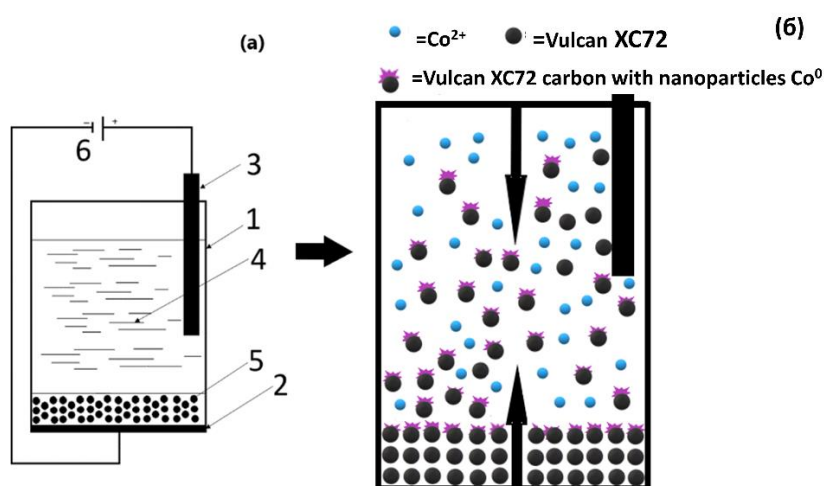 (a)
− +
6
3
1
4
5
2
(б)
=Co²⁺
=Vulcan XC72
=Vulcan XC72 carbon with nanoparticles Co⁰